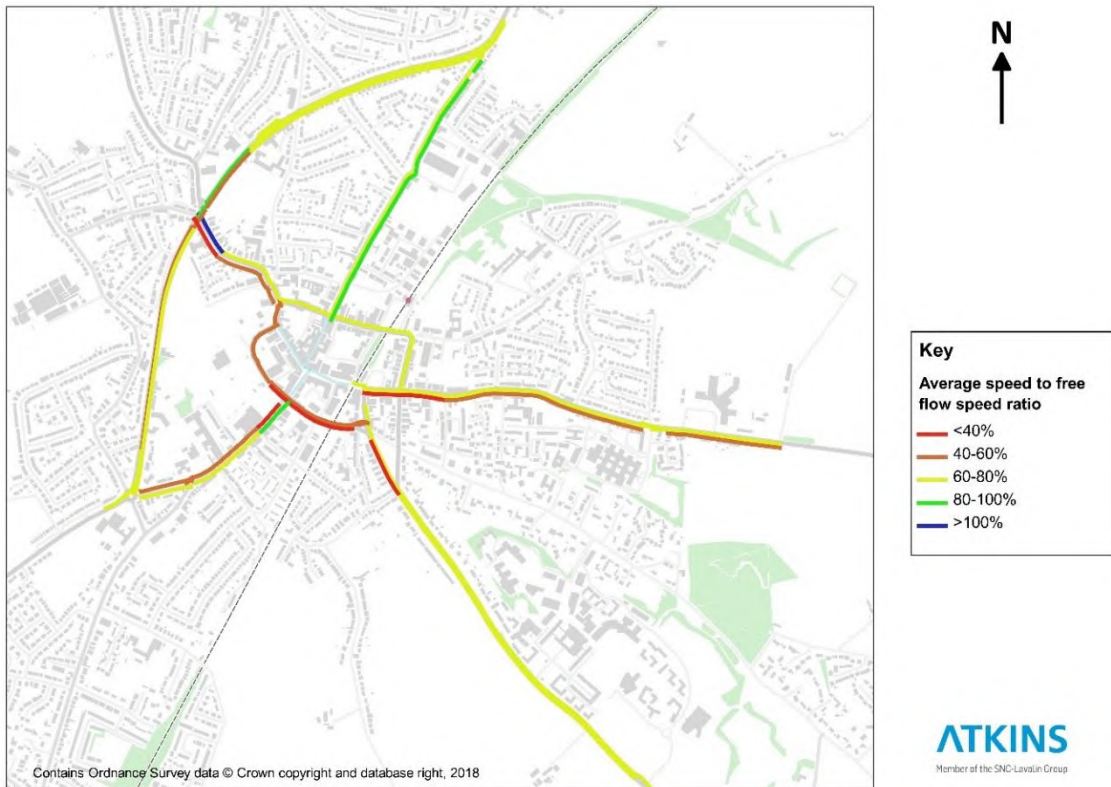 N
Key
Average speed to free
flow speed ratio
<40%
40-60%
60-80%
80-100%
>100%
Contains Ordnance Survey data © Crown copyright and database right, 2018
ATKINS
Member of the SNC-Lavalin Group